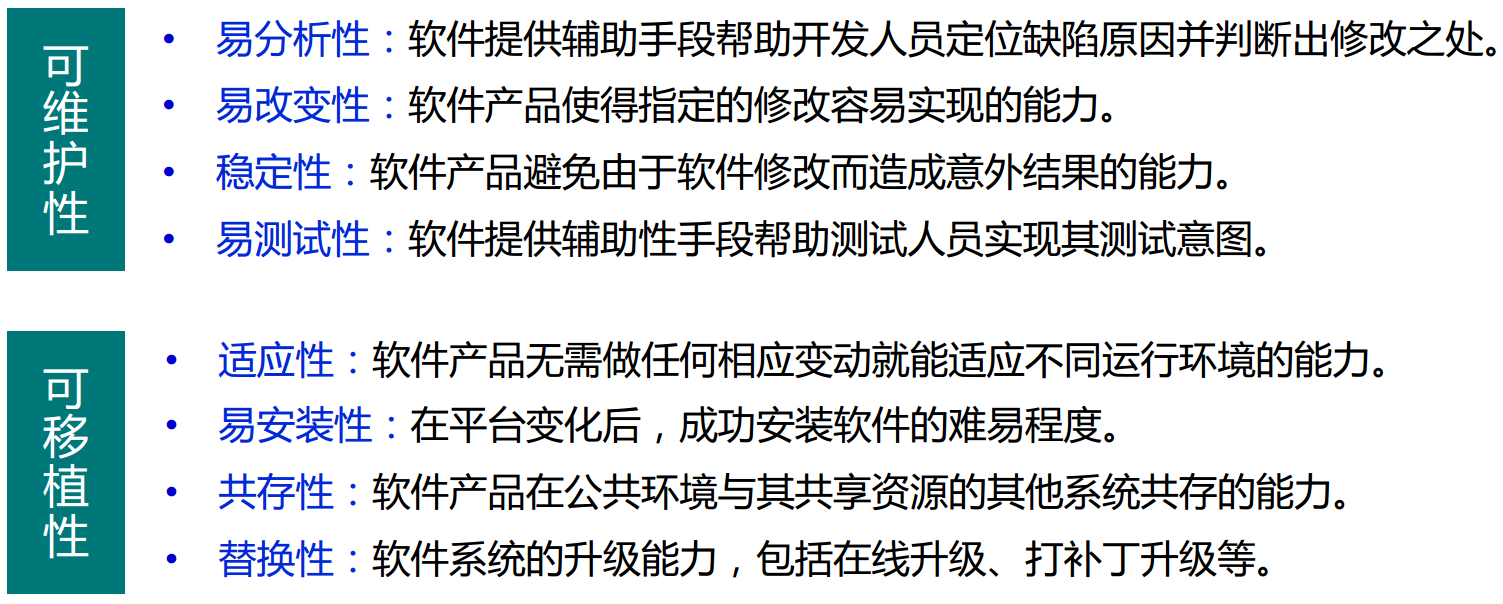 可维护性
• 易分析性：软件提供辅助手段帮助开发人员定位缺陷原因并判断出修改之处。
• 易改变性：软件产品使得指定的修改容易实现的能力。
• 稳定性：软件产品避免由于软件修改而造成意外结果的能力。
• 易测试性：软件提供辅助性手段帮助测试人员实现其测试意图。
可移植性
• 适应性：软件产品无需做任何相应变动就能适应不同运行环境的能力。
• 易安装性：在平台变化后，成功安装软件的难易程度。
• 共存性：软件产品在公共环境与其共享资源的其他系统共存的能力。
• 替换性：软件系统的升级能力，包括在线升级、打补丁升级等。